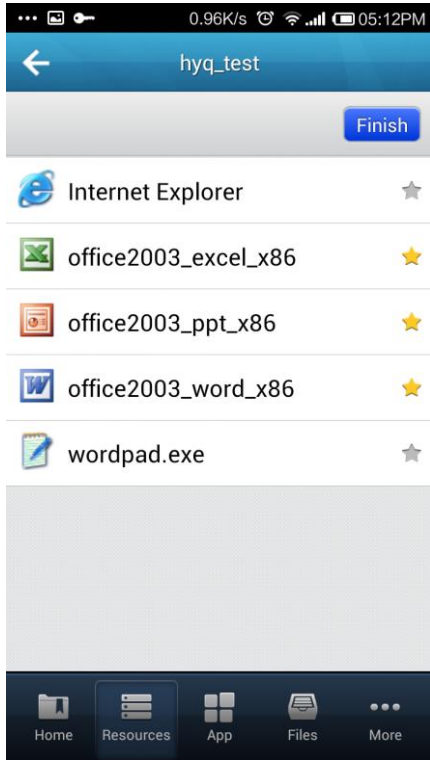 0.96K/s 05:12PM
hyq_test
Finish
Internet Explorer
office2003_excel_x86
office2003_ppt_x86
office2003_word_x86
wordpad.exe
Home Resources App Files More